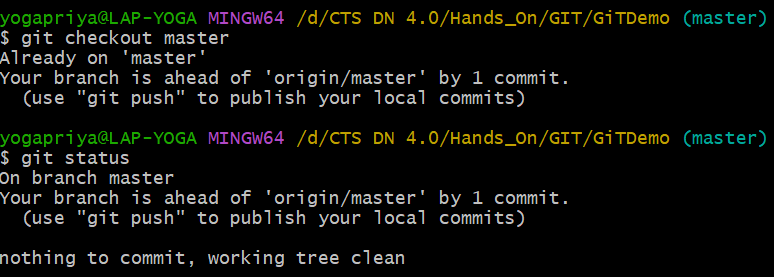 yogapriya@LAP-YOGA MINGW64 /d/CTS DN 4.0/Hands_On/GIT/GiTDemo (master)
$ git checkout master
Already on 'master'
Your branch is ahead of 'origin/master' by 1 commit.
  (use "git push" to publish your local commits)
yogapriya@LAP-YOGA MINGW64 /d/CTS DN 4.0/Hands_On/GIT/GiTDemo (master)
$ git status
On branch master
Your branch is ahead of 'origin/master' by 1 commit.
  (use "git push" to publish your local commits)
nothing to commit, working tree clean